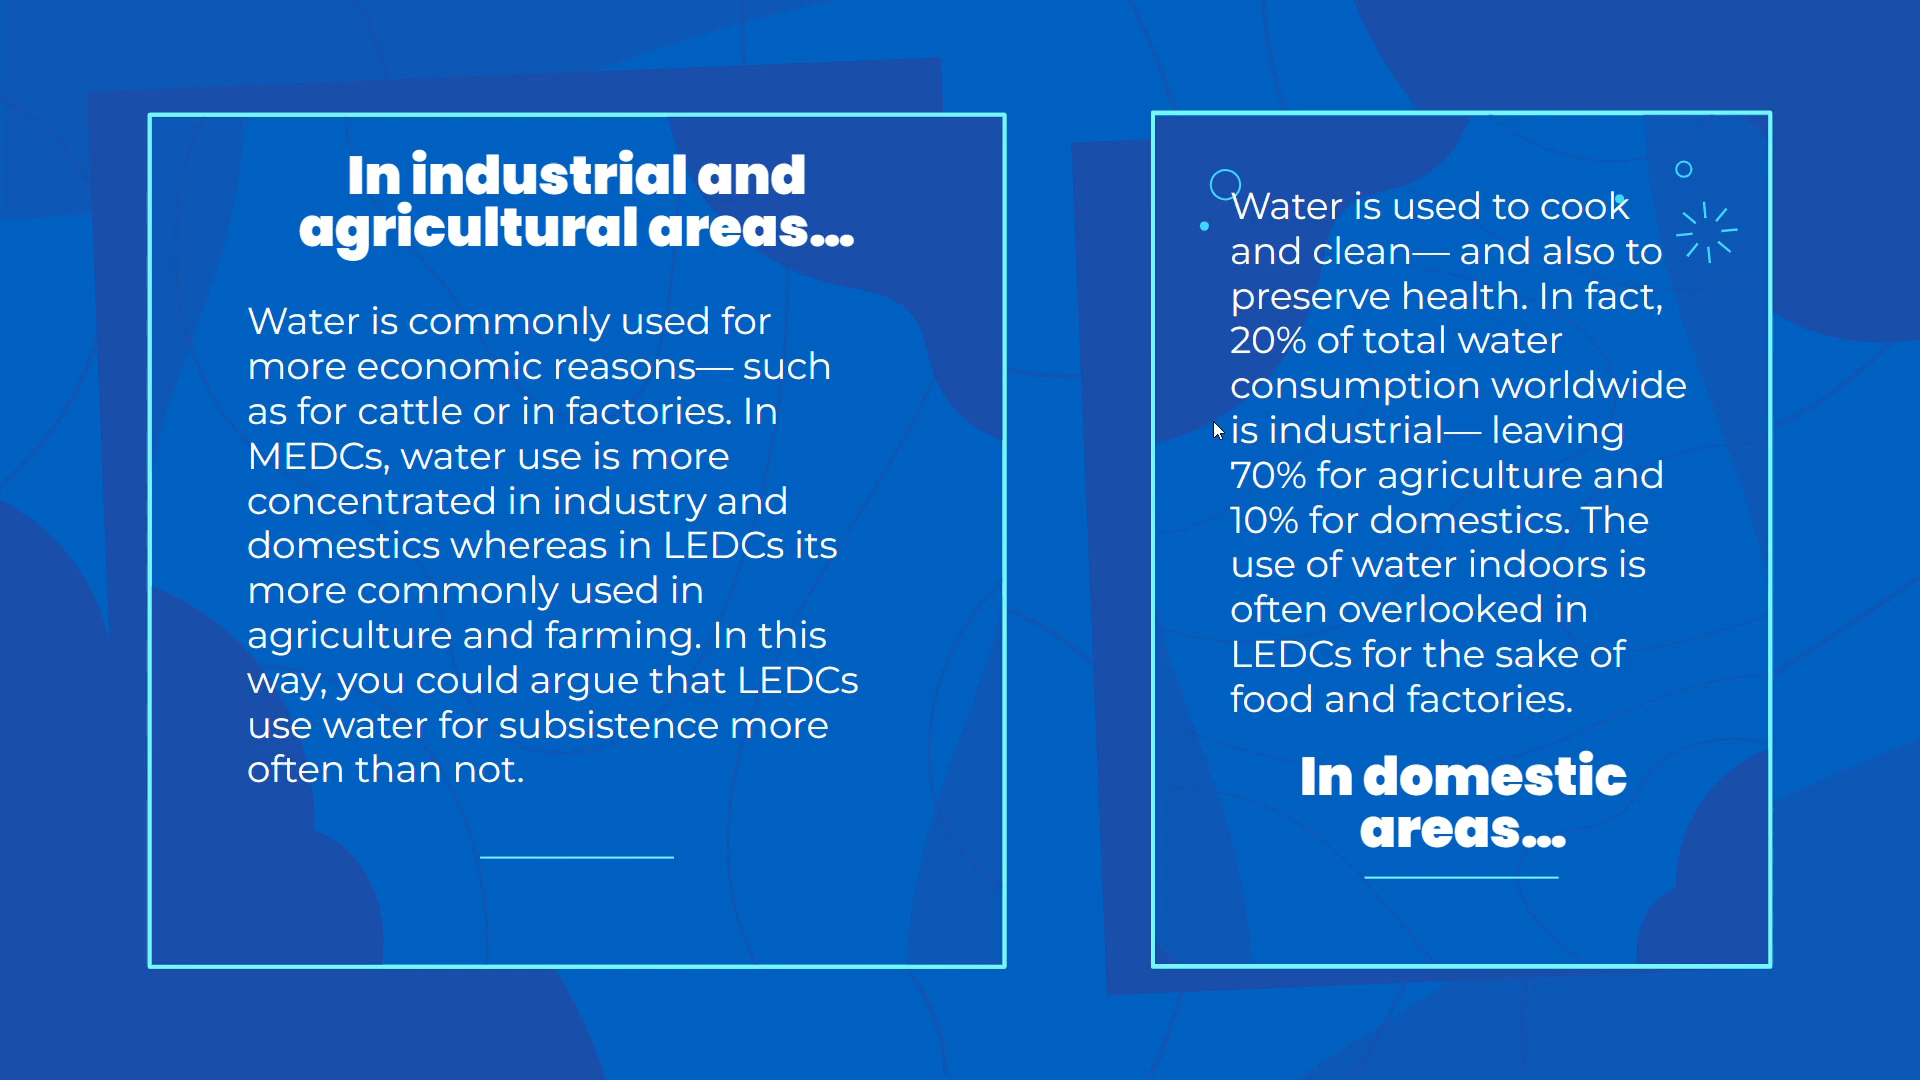 In industrial and
agricultural areas...
Water is commonly used for
more economic reasons— such
as for cattle or in factories. In
MEDCs, water use is more
concentrated in industry and
domestics whereas in LEDCs its
more commonly used in
agriculture and farming. In this
way, you could argue that LEDCs
use water for subsistence more
often than not.
Water is used to cook
and clean— and also to
preserve health. In fact,
20% of total water
consumption worldwide
is industrial— leaving
70% for agriculture and
10% for domestics. The
use of water indoors is
often overlooked in
LEDCs for the sake of
food and factories.
In domestic
areas...